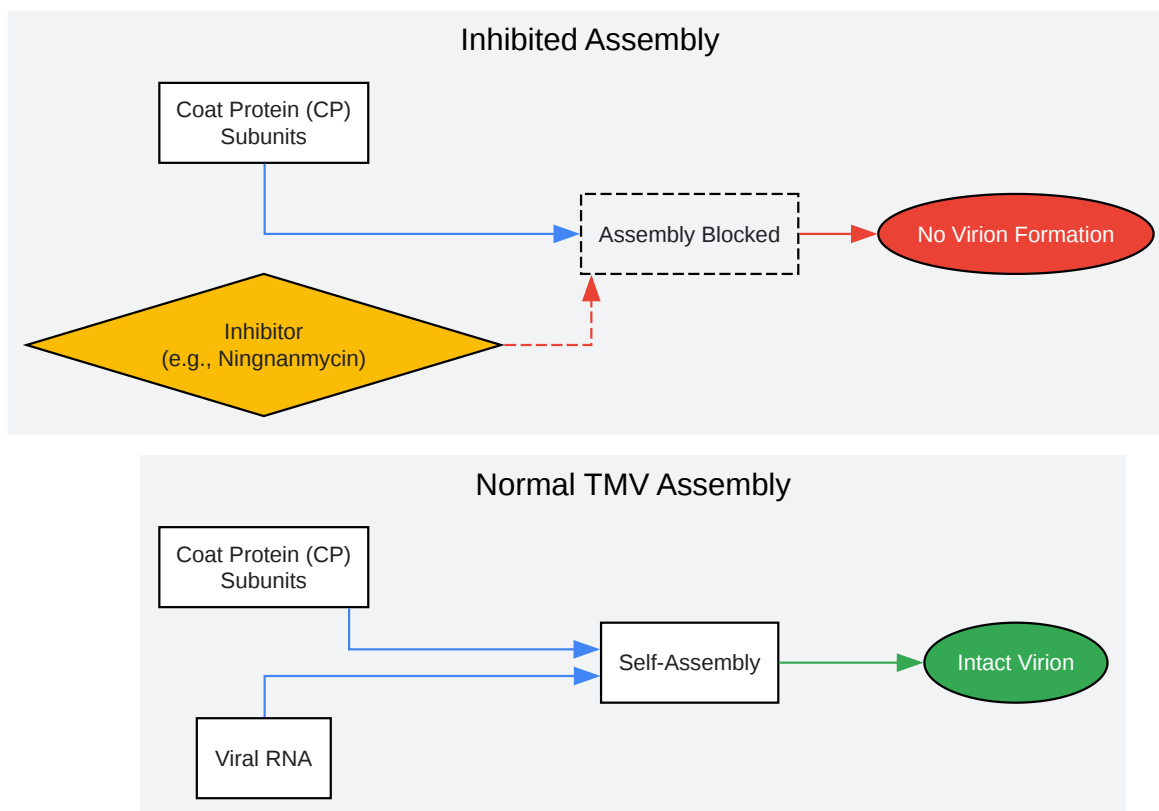 Inhibited Assembly
Coat Protein (CP)
Subunits
Assembly Blocked
No Virion Formation
Inhibitor
(e.g., Ningnanmycin)
Normal TMV Assembly
Coat Protein (CP)
Subunits
Self-Assembly
Intact Virion
Viral RNA